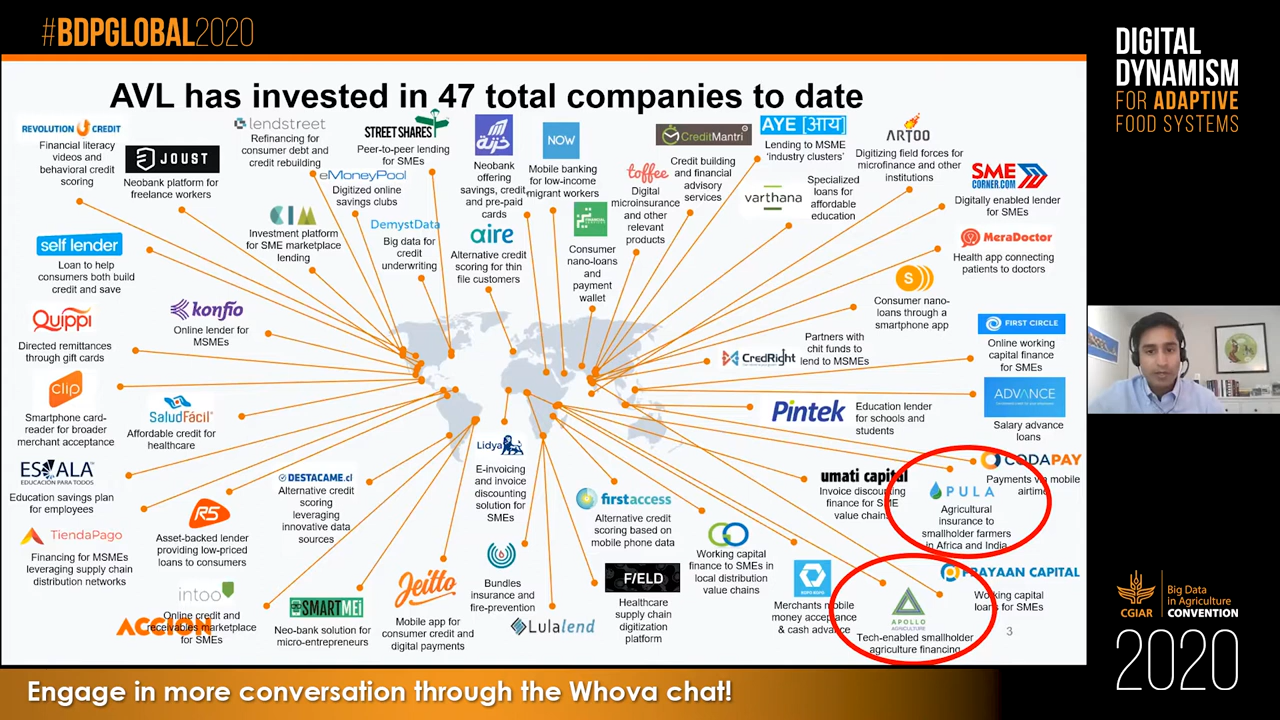 #BDPGLOBAL2020
DIGITAL
DYNAMISM
FOR ADAPTIVE
FOOD SYSTEMS
AVL has invested in 47 total companies to date
REVOLUTION CREDIT
Financial literacy
videos and
behavioral credit
scoring
JOUST
Neobank platform for
freelance workers
lendstreet
Refinancing for
consumer debt and
credit rebuilding
STREET SHARES
Peer-to-peer lending
for SMEs
eMoneyPool
Digitized online
savings clubs
Neobank
offering
savings, credit,
and pre-paid
cards
NOW
Mobile banking
for low-income
migrant workers
toffee
Digital
microinsurance
and other
relevant
products
CreditMantri
Credit building
and financial
advisory
services
AYE [आय]
Lending to MSME
'industry clusters'
varthana
Specialized
loans for
affordable
education
ARTOO
Digitizing field forces for
microfinance and other
institutions
SME
CORNER.COM
Digitally enabled lender
for SMEs
self lender
Loan to help
consumers both build
credit and save
CIM
Investment platform
for SME marketplace
lending
DemystData
Big data for
credit
underwriting
aire
Alternative credit
scoring for thin
file customers
Consumer
nano-loans
and
payment
wallet
MeraDoctor
Health app connecting
patients to doctors
S
Consumer nano-
loans through a
smartphone app
Quippi
Directed remittances
through gift cards
konfío
Online lender for
MSMEs
CredRight
Partners with
chit funds to
lend to MSMEs
FIRST CIRCLE
Online working
capital finance
for SMEs
Clip
Smartphone card-
reader for broader
merchant acceptance
SaludFácil
Affordable credit for
healthcare
Pintek
Education lender
for schools and
students
ADVANCE
Salary advance
loans
ESCALA
EDUCACIÓN PARA TODOS
Education savings plan
for employees
R5
Asset-backed lender
providing low-priced
loans to consumers
DESTACAME.cl
Alternative credit
scoring
leveraging
innovative data
sources
Lidya
E-invoicing
and invoice
discounting
solution for
SMEs
firstaccess
Alternative credit
scoring based on
mobile phone data
umati capital
Invoice discounting
finance for SME
value chains
CODAPAY
Payments via mobile
airtime
PULA
Agricultural
insurance to
smallholder farmers
in Africa and India
TiendaPago
Financing for MSMEs
leveraging supply chain
distribution networks
intoo
Online credit and
receivables marketplace
for SMEs
ACCION
SMARTMEi
Neo-bank solution for
micro-entrepreneurs
Jeitto
Mobile app for
consumer credit and
digital payments
Bundles
insurance and
fire-prevention
Lulalend
F/ELD
Healthcare
supply chain
digitization
platform
Working capital
finance to SMEs in
local distribution
value chains
Merchants mobile
money acceptance
& cash advance
APOLLO
AGRICULTURE
Tech-enabled smallholder
agriculture financing
PRAYAAN CAPITAL
Working capital
loans for SMEs
3
CGIAR
Big Data
in Agriculture
CONVENTION
2020
Engage in more conversation through the Whova chat!